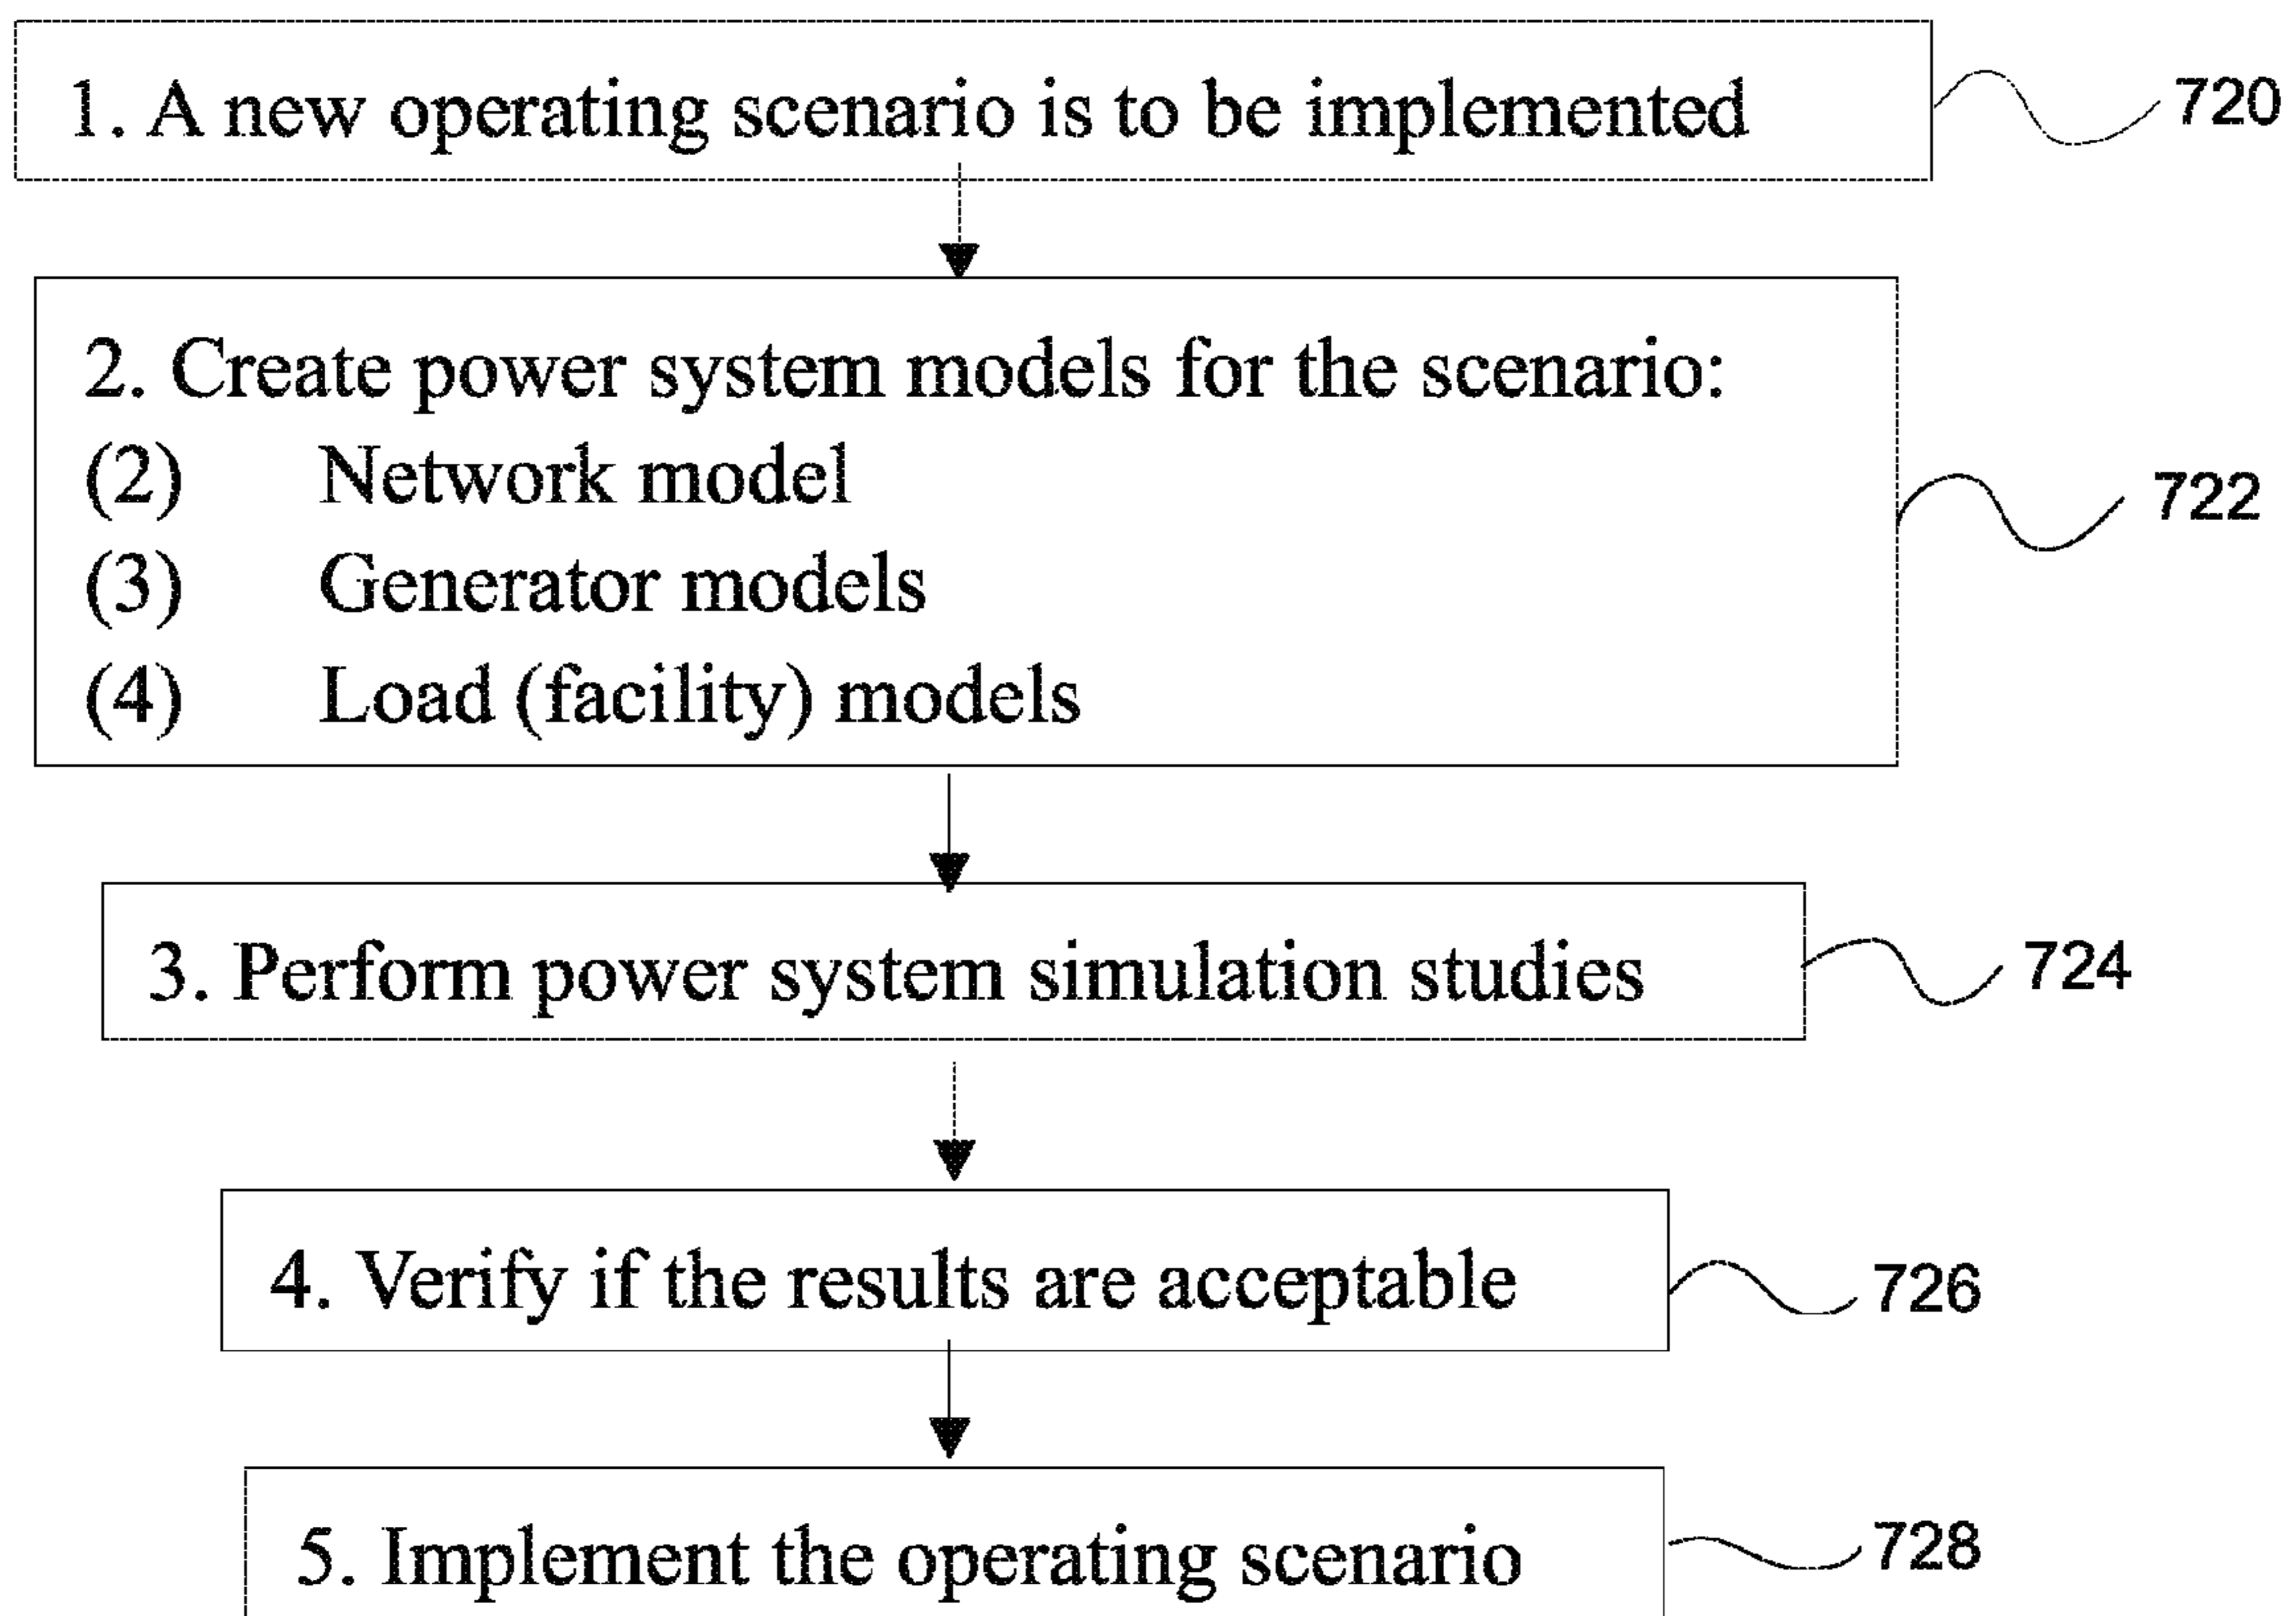 1. A new operating scenario is to be implemented
720
2. Create power system models for the scenario:
(2) Network model
(3) Generator models
(4) Load (facility) models
722
3. Perform power system simulation studies
724
4. Verify if the results are acceptable
726
5. Implement the operating scenario
728